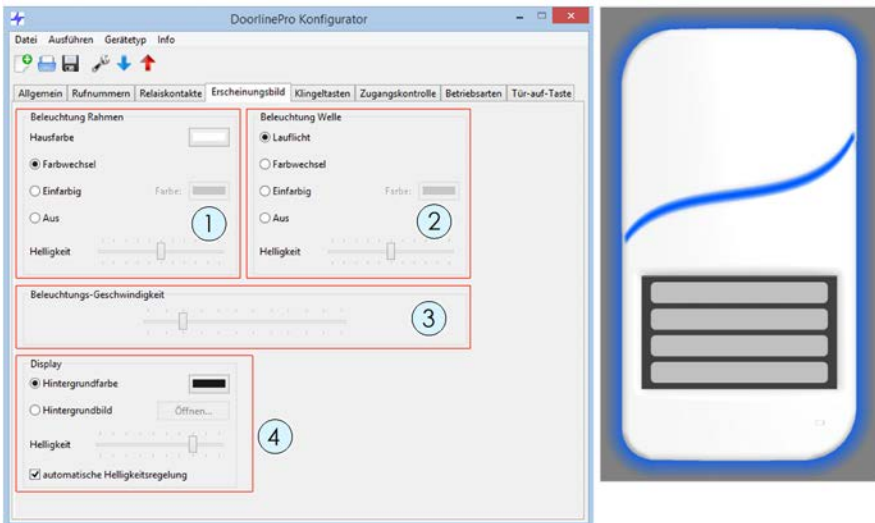 DoorlinePro Konfigurator
Datei Ausführen Gerätetyp Info
Allgemein Rufnummern Relaiskontakte Erscheinungsbild Klingeltasten Zugangskontrolle Betriebsarten Tür-auf-Taste
Beleuchtung Rahmen
Hausfarbe
Farbwechsel
Einfarbig Farbe:
Aus
Helligkeit
1
Beleuchtung Welle
Lauflicht
Farbwechsel
Einfarbig Farbe:
Aus
Helligkeit
2
Beleuchtungs-Geschwindigkeit
3
Display
Hintergrundfarbe
Hintergrundbild Öffnen...
Helligkeit
automatische Helligkeitsregelung
4